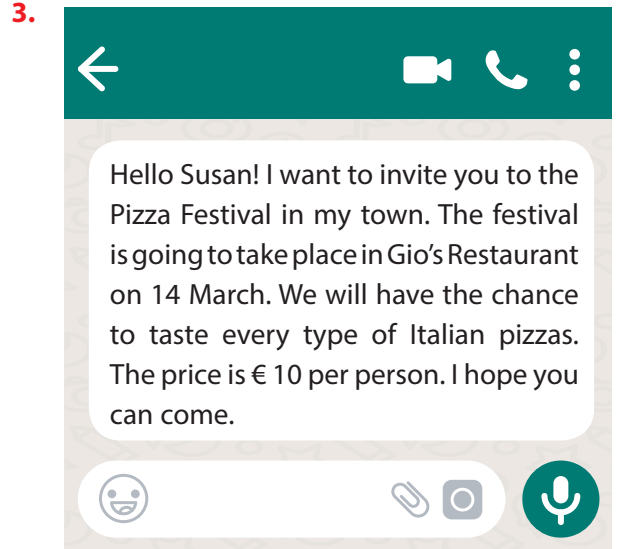 3.
Hello Susan! I want to invite you to the
Pizza Festival in my town. The festival
is going to take place in Gio's Restaurant
on 14 March. We will have the chance
to taste every type of Italian pizzas.
The price is € 10 per person. I hope you
can come.